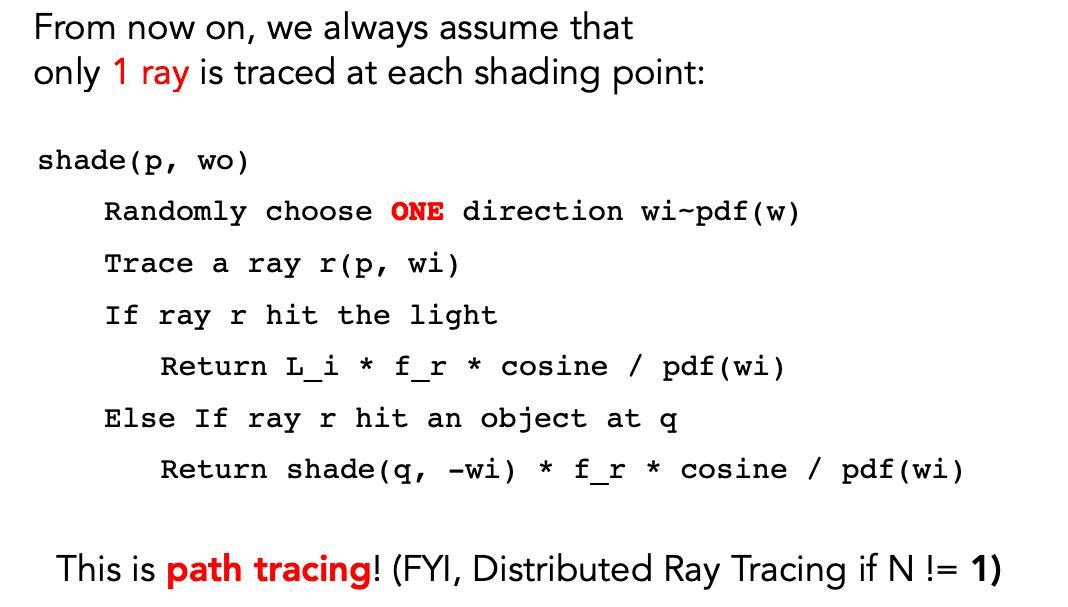 From now on, we always assume that
only 1 ray is traced at each shading point:
shade(p, wo)
Randomly choose ONE direction wi~pdf(w)
Trace a ray r(p, wi)
If ray r hit the light
Return L_i * f_r * cosine / pdf(wi)
Else If ray r hit an object at q
Return shade(q, -wi) * f_r * cosine / pdf(wi)
This is path tracing! (FYI, Distributed Ray Tracing if N != 1)